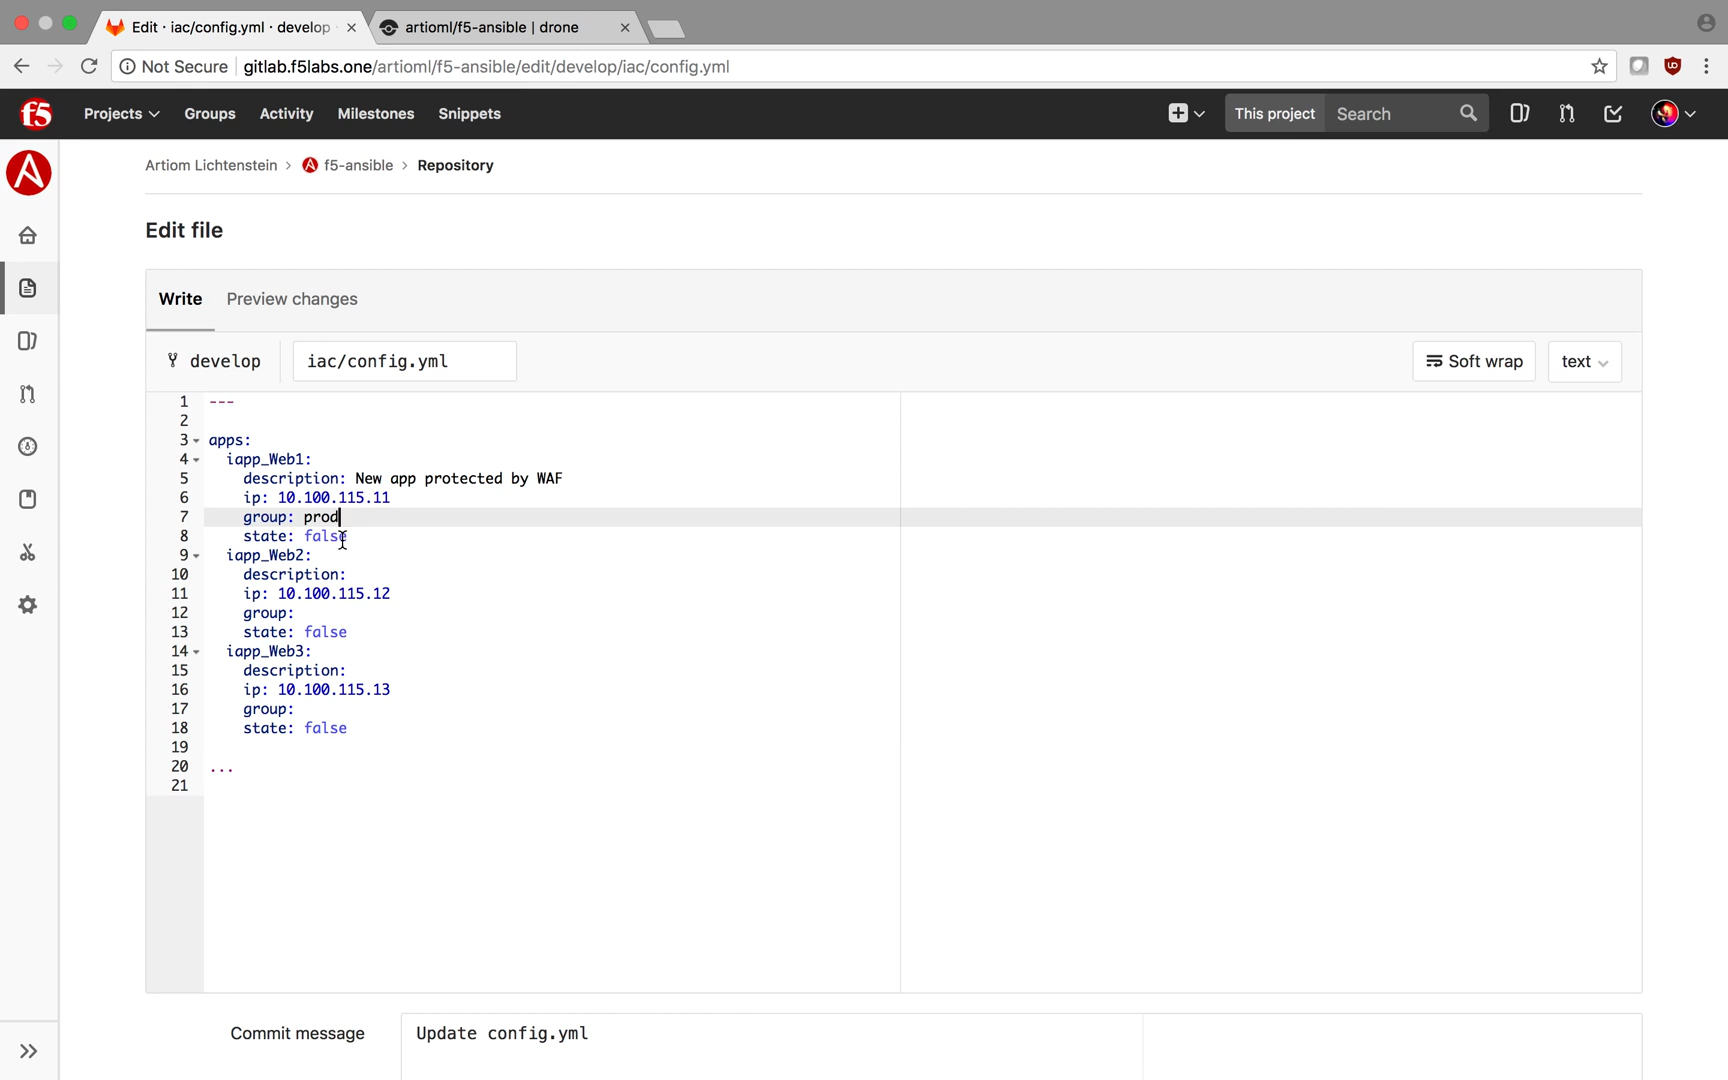 Edit · iac/config.yml · develop
artioml/f5-ansible | drone
Not Secure
gitlab.f5labs.one/artioml/f5-ansible/edit/develop/iac/config.yml
f5
Projects
Groups
Activity
Milestones
Snippets
This project
Search
Artiom Lichtenstein > f5-ansible > Repository
Edit file
Write
Preview changes
develop
iac/config.yml
Soft wrap
text
1 ---
2
3 apps:
4 iapp_Web1:
5 description: New app protected by WAF
6 ip: 10.100.115.11
7 group: prod
8 state: false
9 iapp_Web2:
10 description:
11 ip: 10.100.115.12
12 group:
13 state: false
14 iapp_Web3:
15 description:
16 ip: 10.100.115.13
17 group:
18 state: false
19
20 ...
21
Commit message
Update config.yml